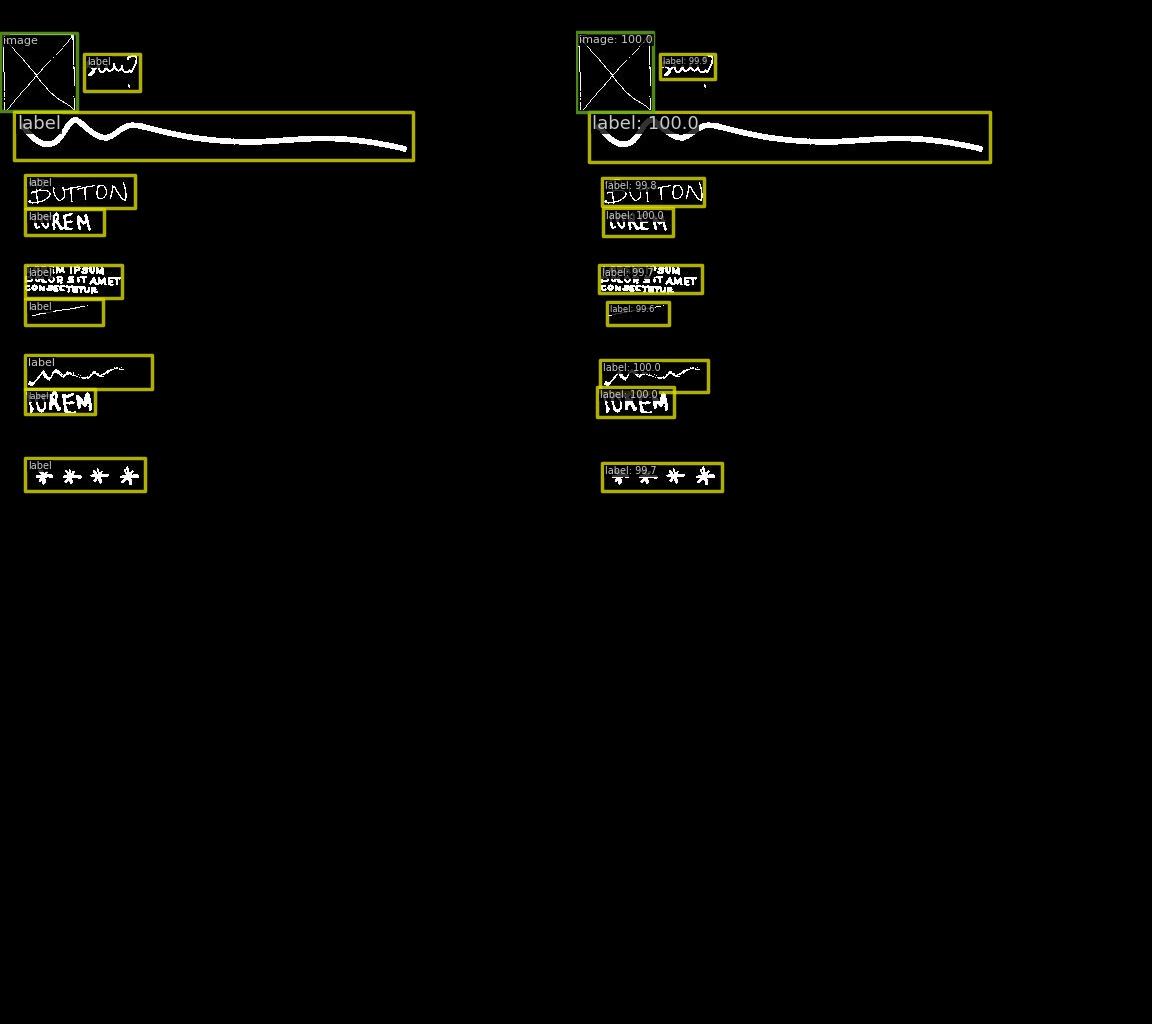 image
label
label
label
BUTTON
label
LOREM
label
LOREM IPSUM
DOLOR SIT AMET
CONSECTETUR
label
label
label
LOREM
label
* * * *
image: 100.0
label: 99.9
label: 100.0
label: 99.8
BUTTON
label: 100.0
LOREM
label: 99.7
IPSUM
DOLOR SIT AMET
CONSECTETUR
label: 99.6
label: 100.0
label: 100.0
LOREM
label: 99.7
* * * *